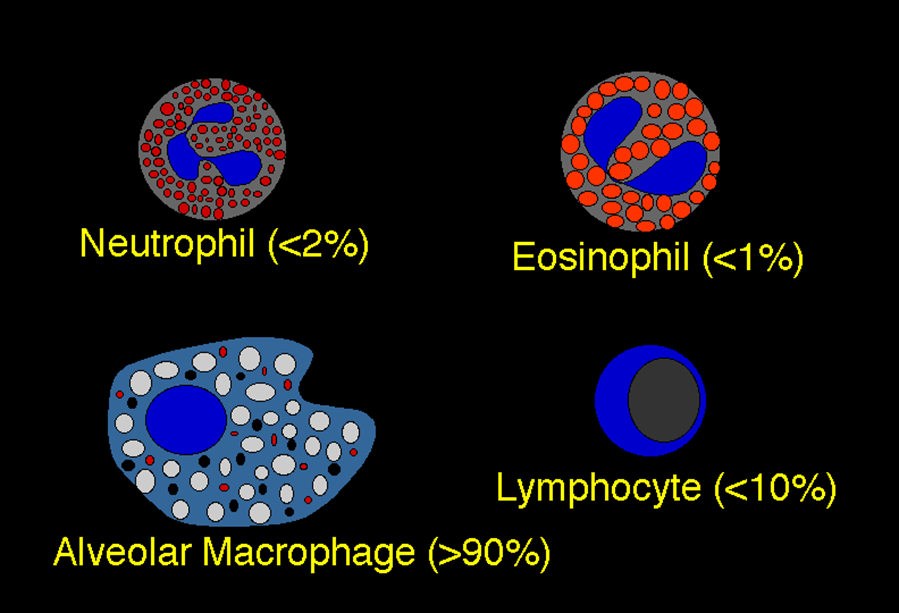 Neutrophil (<2%)
Eosinophil (<1%)
Alveolar Macrophage (>90%)
Lymphocyte (<10%)